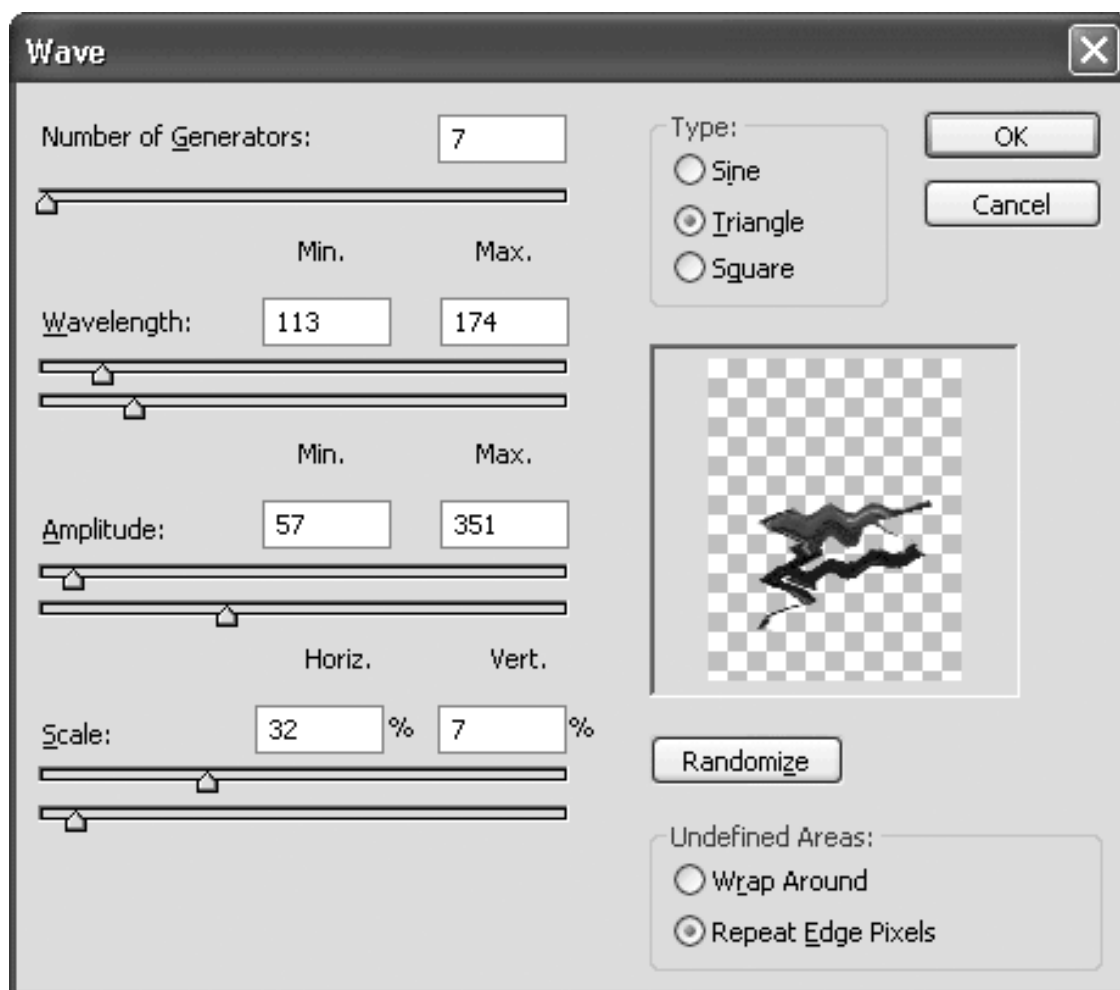 Wave
Number of Generators: 7
Min. Max.
Wavelength: 113 174
Min. Max.
Amplitude: 57 351
Horiz. Vert.
Scale: 32 % 7 %
Type:
Sine
Triangle
Square
OK
Cancel
Randomize
Undefined Areas:
Wrap Around
Repeat Edge Pixels